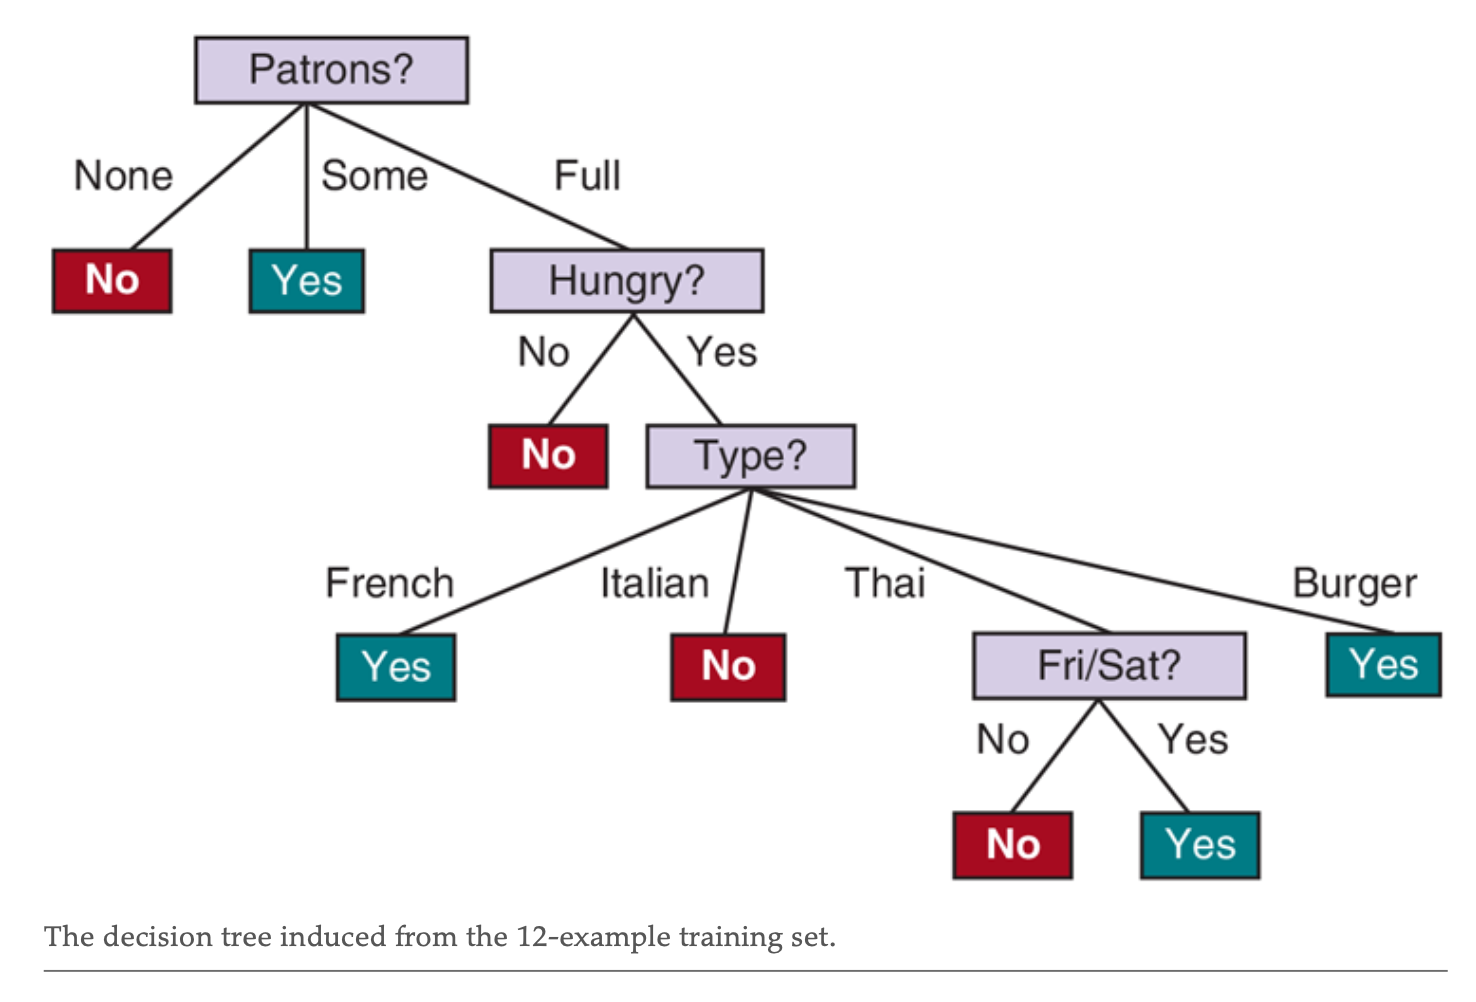 Patrons?
None Some Full
No Yes Hungry?
No Yes
No Type?
French Italian Thai Burger
Yes No Fri/Sat? Yes
No Yes
No Yes
The decision tree induced from the 12-example training set.